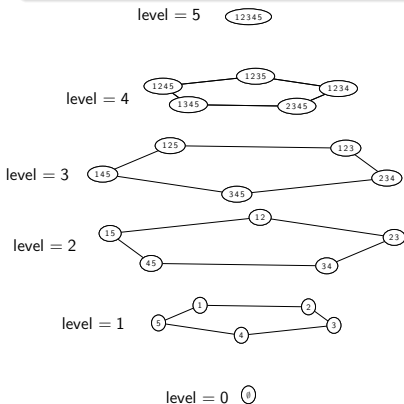 level = 5 12345
1235
1245 1234
level = 4
1345 2345
125 123
level = 3 145 234
345
12
15 23
level = 2
45 34
1 2
level = 1 5 3
4
level = 0 ∅